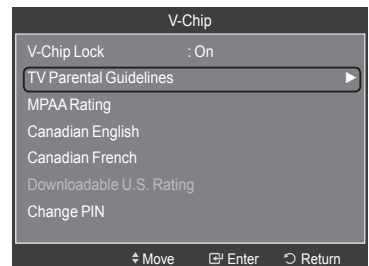 V-Chip
V-Chip Lock : On
TV Parental Guidelines
MPAA Rating
Canadian English
Canadian French
Downloadable U.S. Rating
Change PIN
Move Enter Return